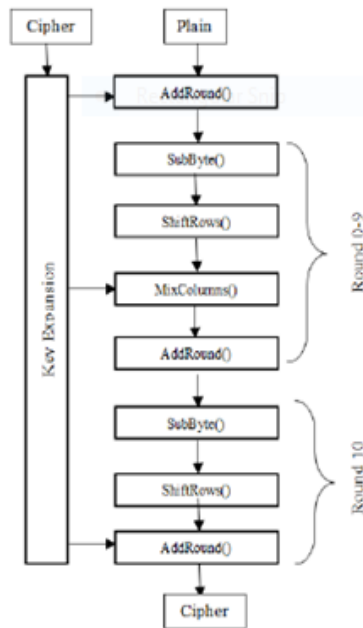 Cipher
Plain
AddRound()
SubByte()
ShiftRows()
MixColumns()
AddRound()
Round 0-9
Key Expansion
SubByte()
ShiftRows()
AddRound()
Round 10
Cipher